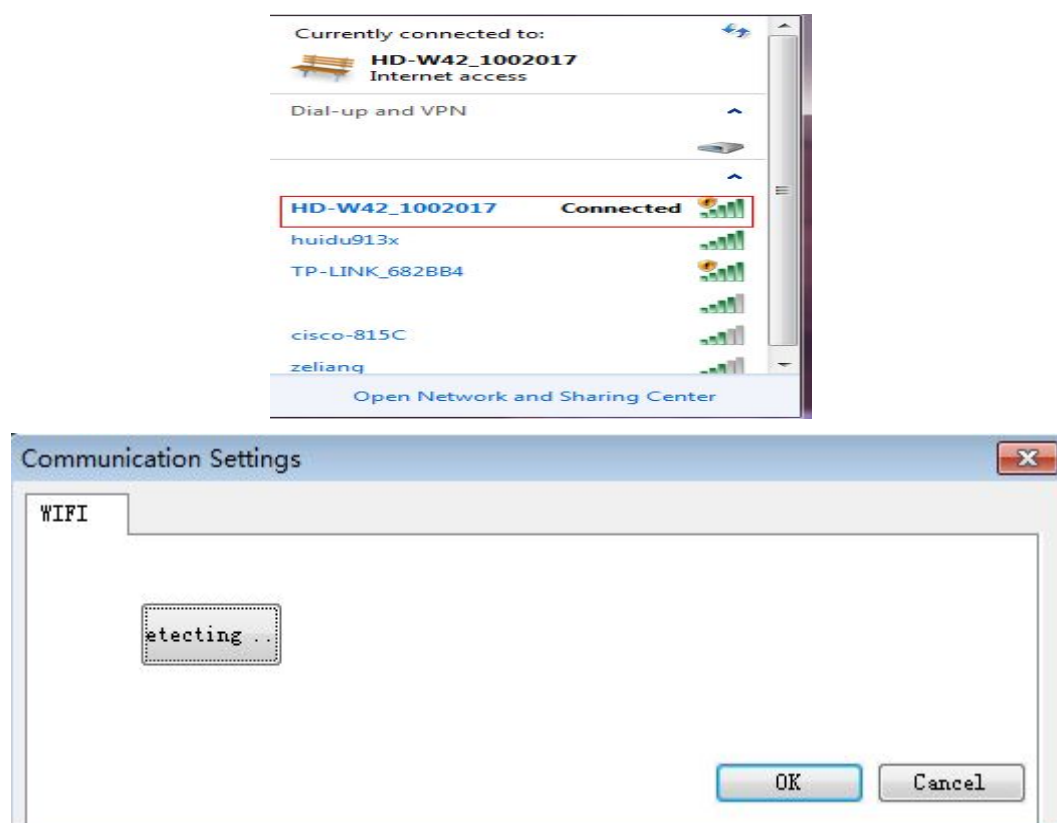 Currently connected to:
HD-W42_1002017
Internet access
Dial-up and VPN
HD-W42_1002017 Connected
huidu913x
TP-LINK_682BB4
cisco-815C
zeliang
Open Network and Sharing Center
Communication Settings
WIFI
etecting ..
OK Cancel